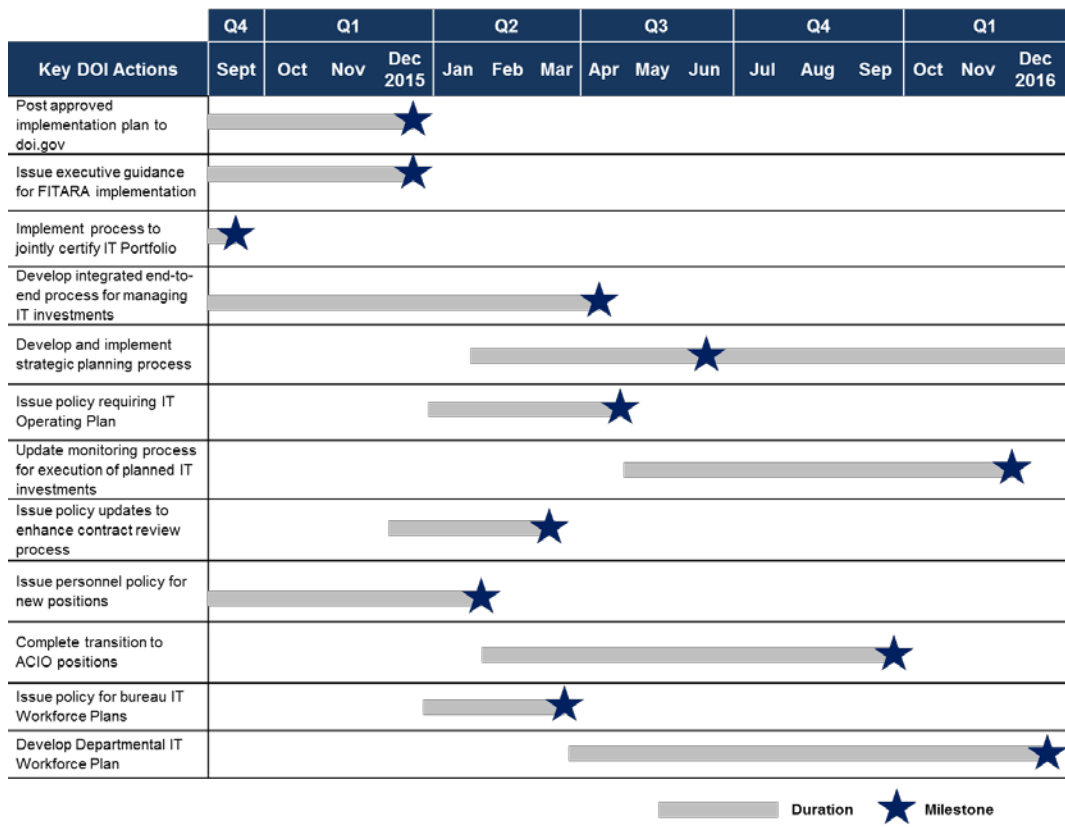 Q4 Q1 Q2 Q3 Q4 Q1
Key DOI Actions Sept Oct Nov Dec 2015 Jan Feb Mar Apr May Jun Jul Aug Sep Oct Nov Dec 2016
Post approved
implementation plan to
doi.gov
Issue executive guidance
for FITARA implementation
Implement process to
jointly certify IT Portfolio
Develop integrated end-to-
end process for managing
IT investments
Develop and implement
strategic planning process
Issue policy requiring IT
Operating Plan
Update monitoring process
for execution of planned IT
investments
Issue policy updates to
enhance contract review
process
Issue personnel policy for
new positions
Complete transition to
ACIO positions
Issue policy for bureau IT
Workforce Plans
Develop Departmental IT
Workforce Plan
Duration Milestone